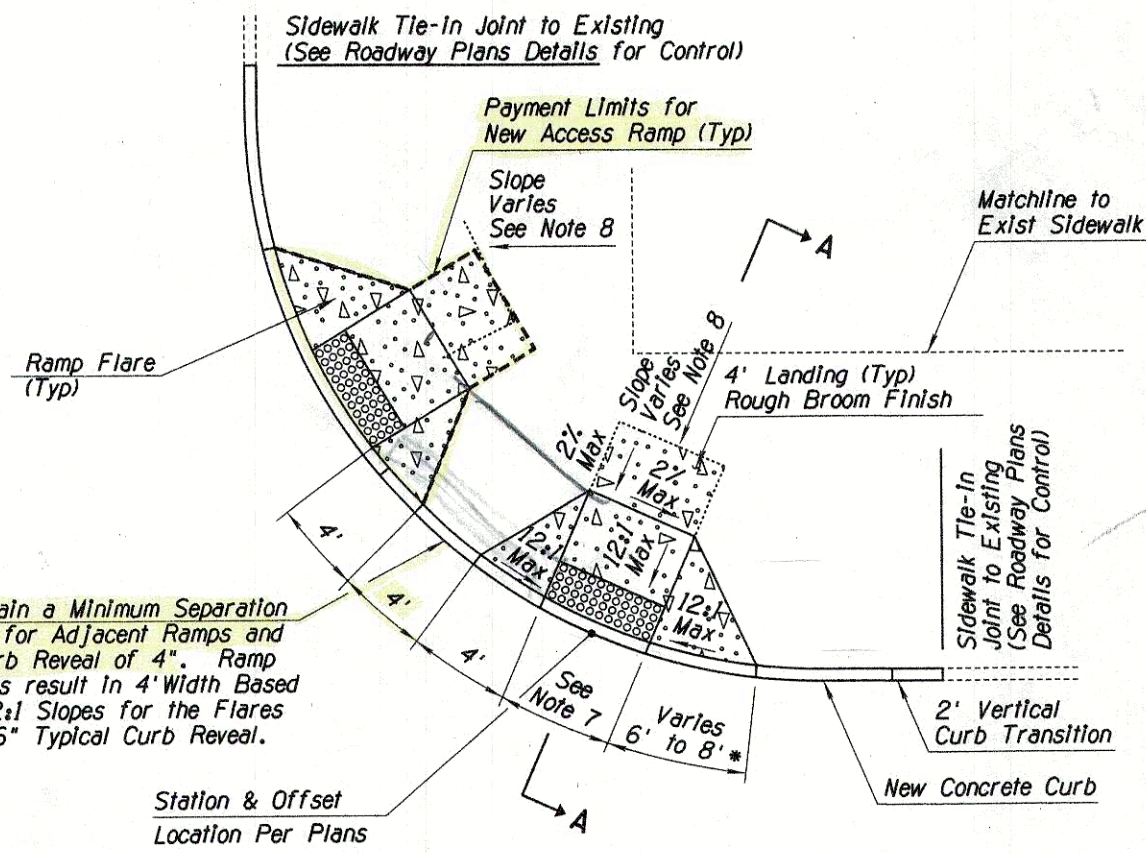 Sidewalk Tie-In Joint to Existing
(See Roadway Plans Details for Control)
Payment Limits for
New Access Ramp (Typ)
Slope
Varies
See Note 8
Matchline to
Exist Sidewalk
A
Ramp Flare
(Typ)
Slope
Varies
See Note 8
4' Landing (Typ)
Rough Broom Finish
2%
Max
2%
Max
12:1
Max
12:1
Max
12:1
Max
Sidewalk Tie-In
Joint to Existing
(See Roadway Plans
Details for Control)
4'
4'
4'
See
Note 7
Varies
6' to 8'*
ain a Minimum Separation
for Adjacent Ramps and
rb Reveal of 4". Ramp
s result in 4' Width Based
2:1 Slopes for the Flares
6" Typical Curb Reveal.
2' Vertical
Curb Transition
New Concrete Curb
Station & Offset
Location Per Plans
A